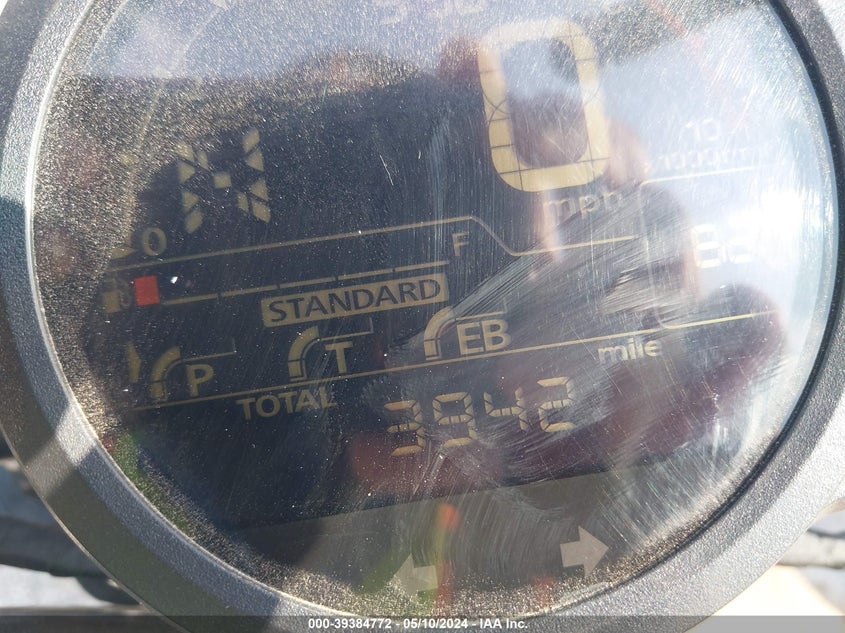 0
N
mph
0
F
STANDARD
P
T
EB
mile
TOTAL
3942
000-39384772 - 05/10/2024 - IAA Inc.